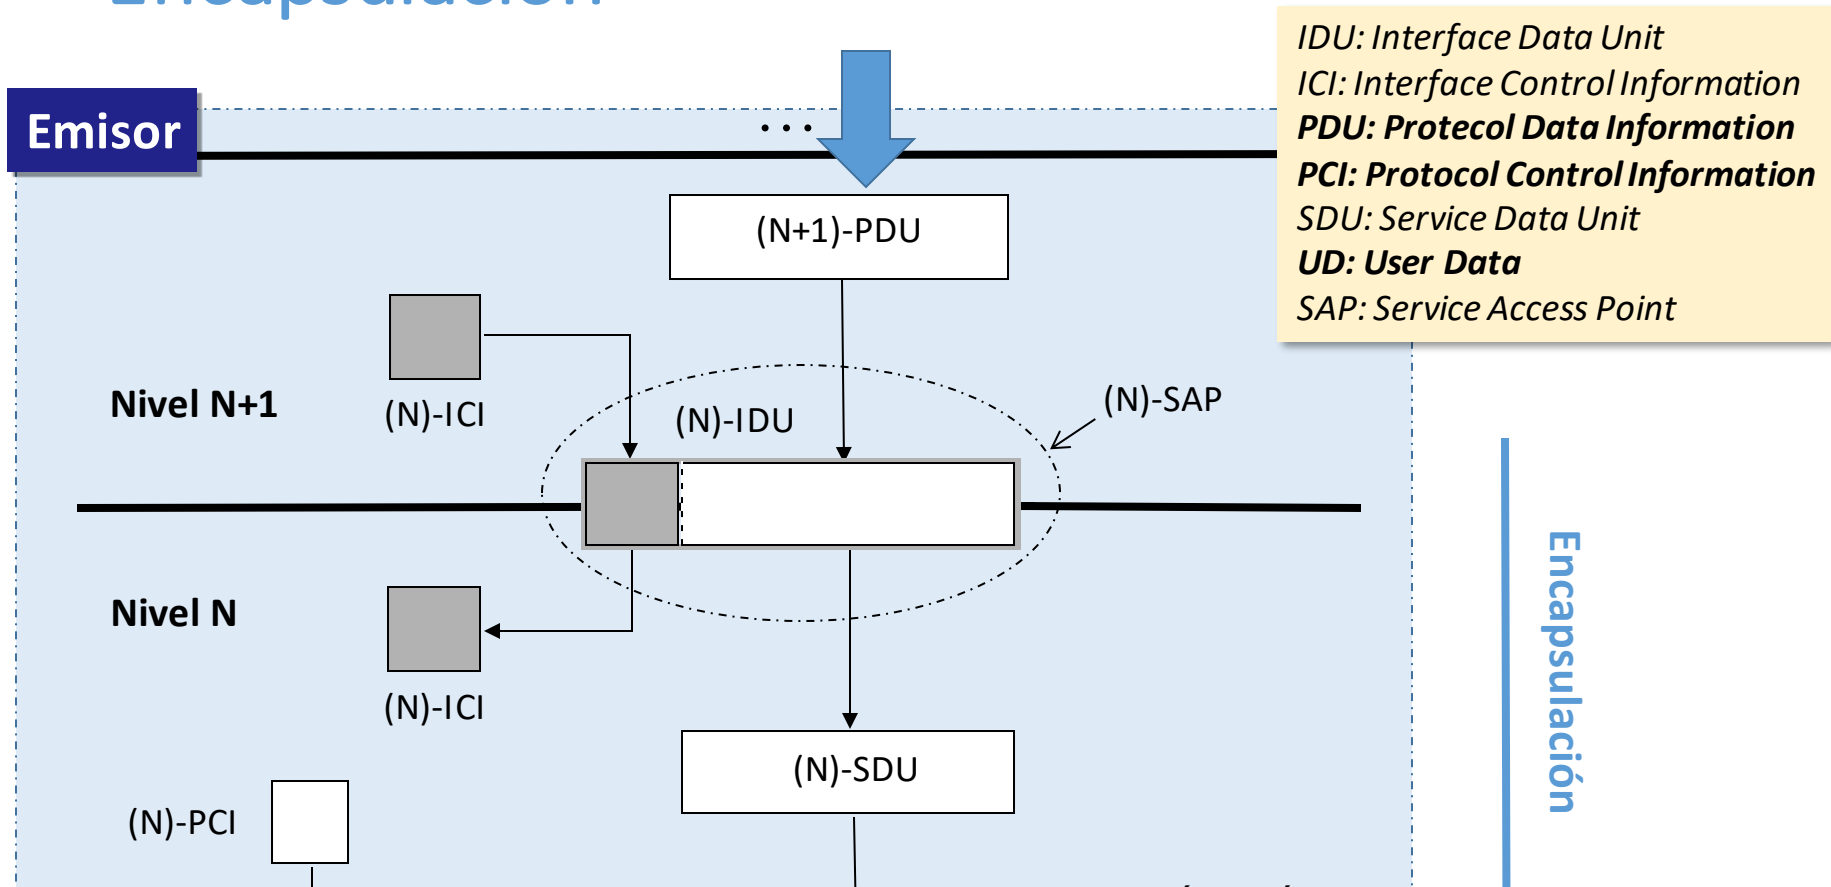 Encapsulación
IDU: Interface Data Unit
ICI: Interface Control Information
PDU: Protecol Data Information
PCI: Protocol Control Information
SDU: Service Data Unit
UD: User Data
SAP: Service Access Point
Emisor
...
(N+1)-PDU
Nivel N+1
(N)-ICI
(N)-IDU
(N)-SAP
Nivel N
(N)-ICI
(N)-SDU
(N)-PCI
Encapsulación